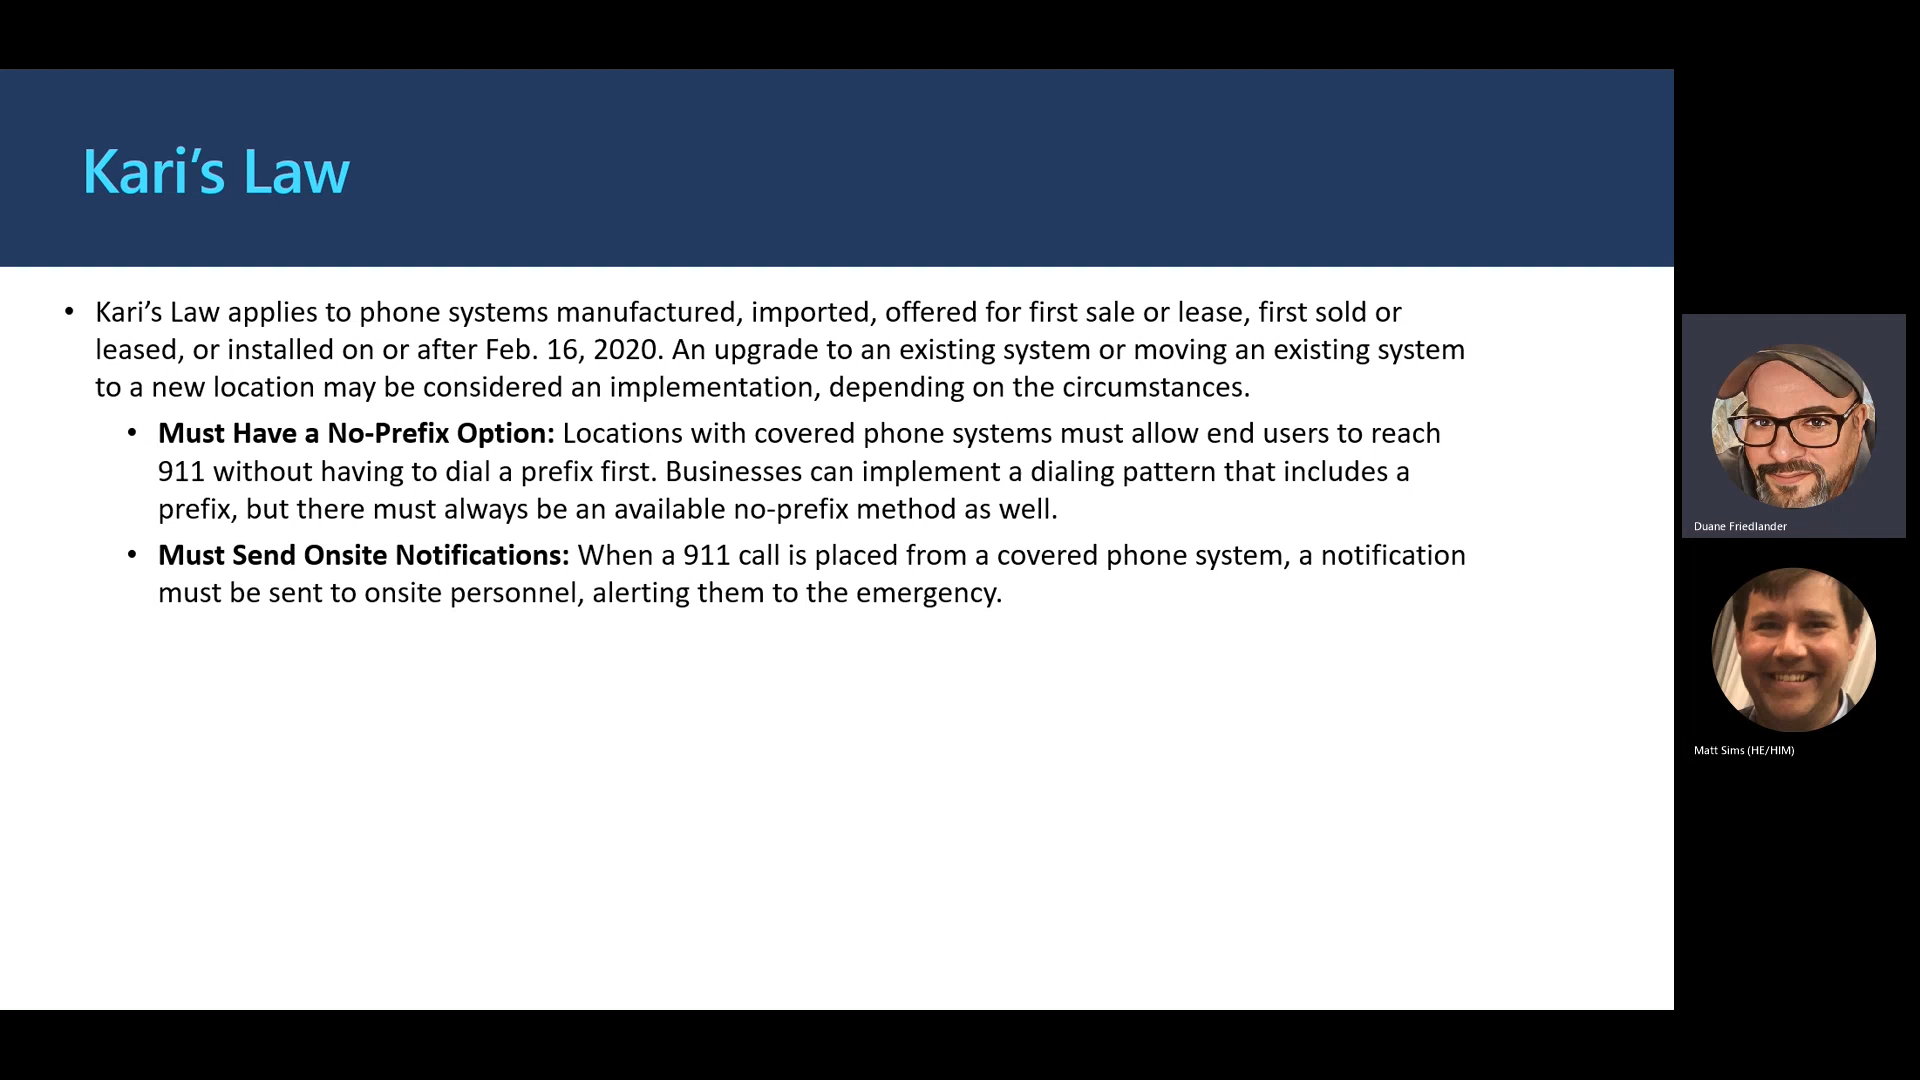 Kari’s Law
• Kari’s Law applies to phone systems manufactured, imported, offered for first sale or lease, first sold or
leased, or installed on or after Feb. 16, 2020. An upgrade to an existing system or moving an existing system
to a new location may be considered an implementation, depending on the circumstances.
• Must Have a No-Prefix Option: Locations with covered phone systems must allow end users to reach
911 without having to dial a prefix first. Businesses can implement a dialing pattern that includes a
prefix, but there must always be an available no-prefix method as well.
• Must Send Onsite Notifications: When a 911 call is placed from a covered phone system, a notification
must be sent to onsite personnel, alerting them to the emergency.
Duane Friedlander
Matt Sims (HE/HIM)